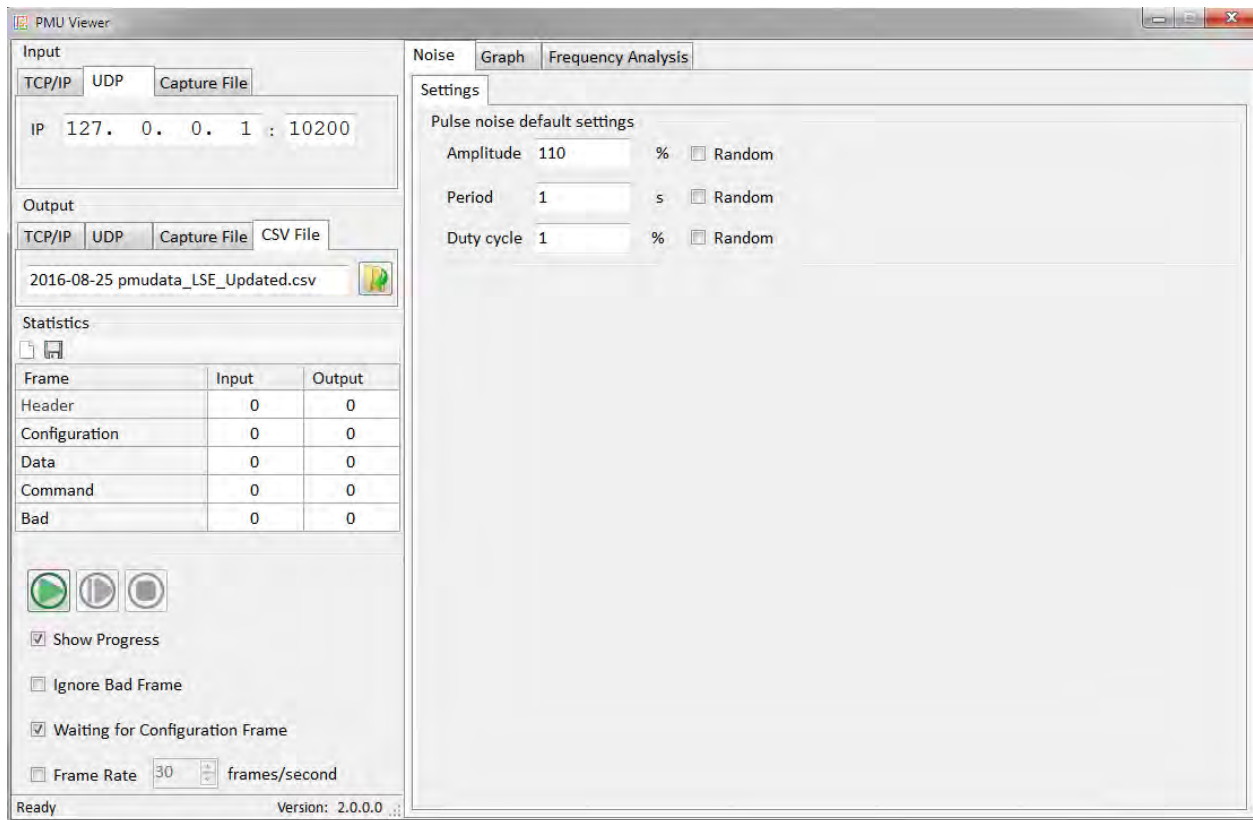 PMU Viewer
Input
TCP/IP UDP Capture File
IP 127. 0. 0. 1 : 10200
Output
TCP/IP UDP Capture File CSV File
2016-08-25 pmudata_LSE_Updated.csv
Statistics
Frame Input Output
Header 0 0
Configuration 0 0
Data 0 0
Command 0 0
Bad 0 0
Show Progress
Ignore Bad Frame
Waiting for Configuration Frame
Frame Rate 30 frames/second
Ready Version: 2.0.0.0
Noise Graph Frequency Analysis
Settings
Pulse noise default settings
Amplitude 110 % Random
Period 1 s Random
Duty cycle 1 % Random